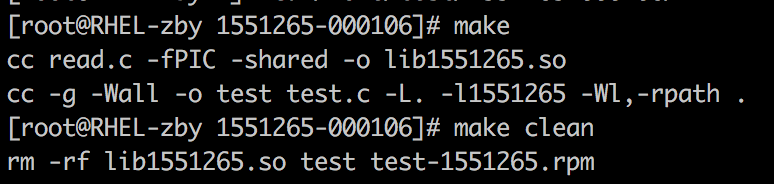 [root@RHEL-zby 1551265-000106]# make
cc read.c -fPIC -shared -o lib1551265.so
cc -g -Wall -o test test.c -L. -l1551265 -Wl,-rpath .
[root@RHEL-zby 1551265-000106]# make clean
rm -rf lib1551265.so test test-1551265.rpm